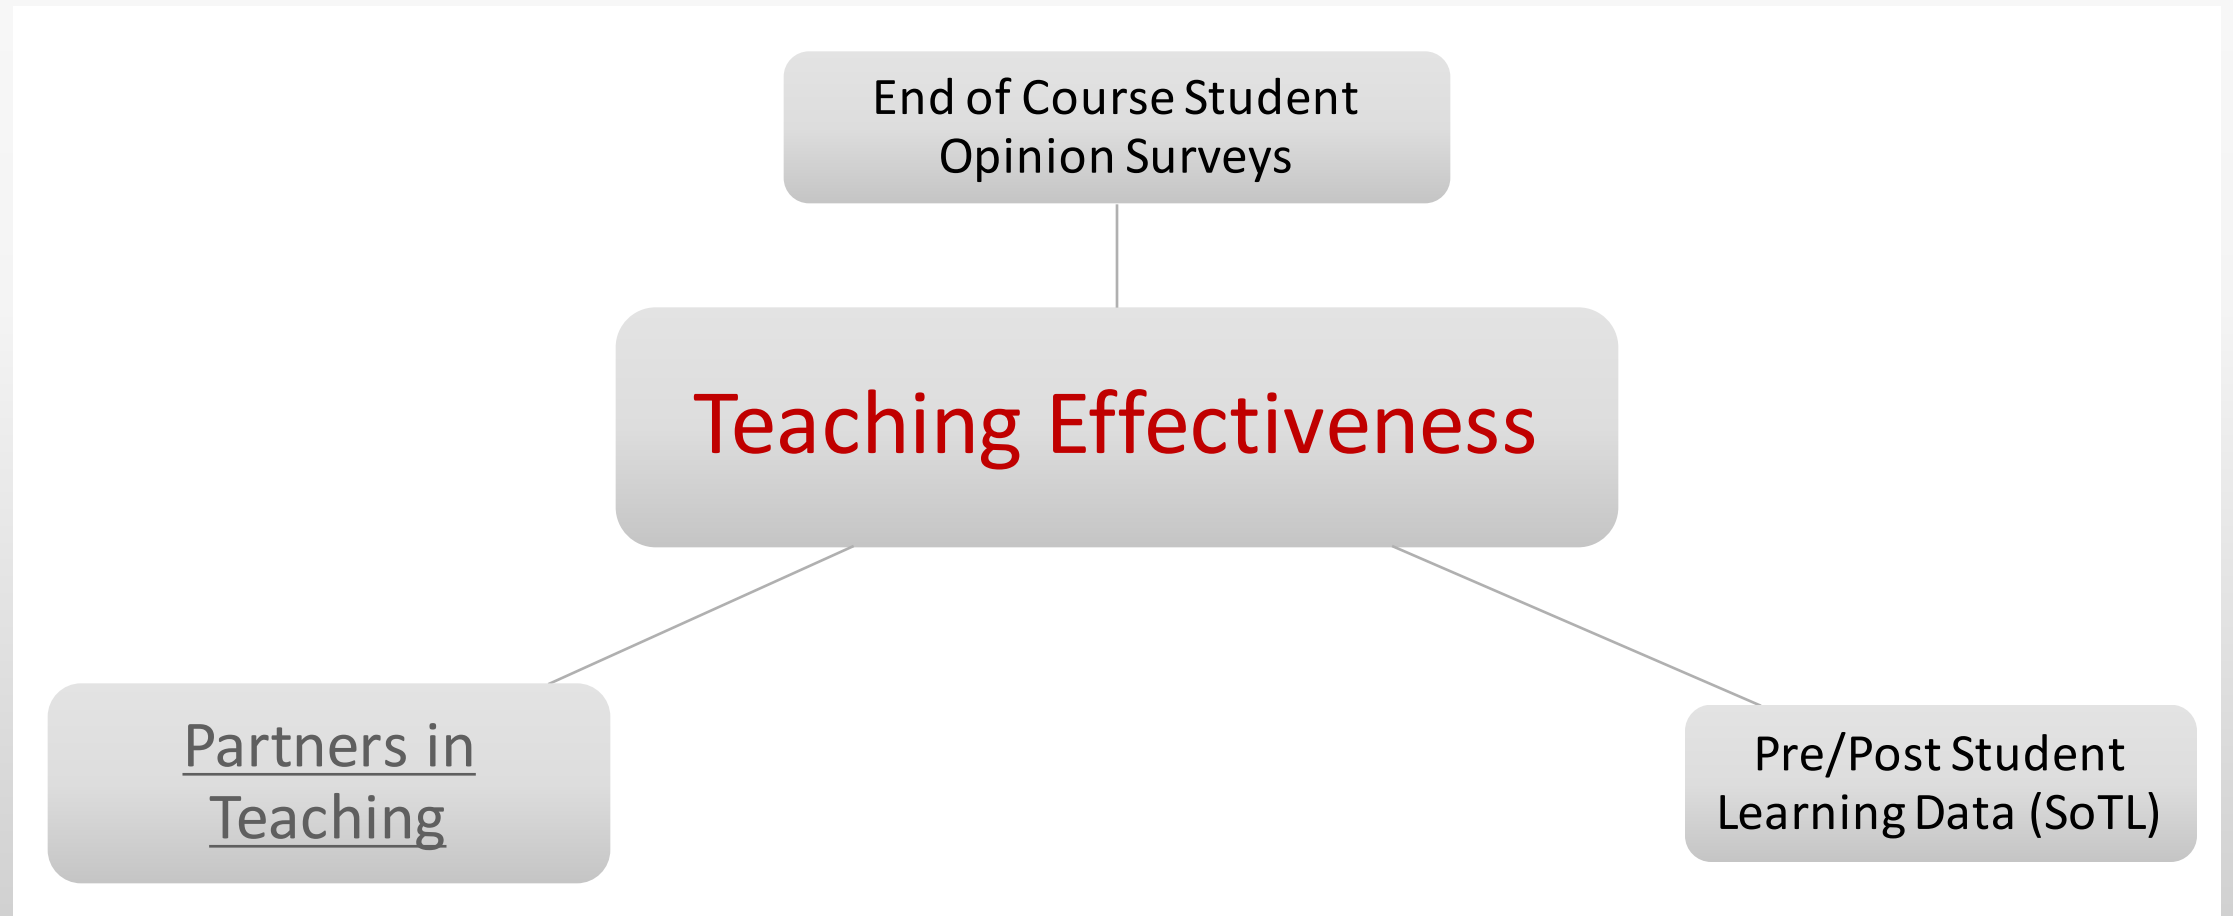 End of Course Student
Opinion Surveys
Teaching Effectiveness
Partners in
Teaching
Pre/Post Student
Learning Data (SoTL)